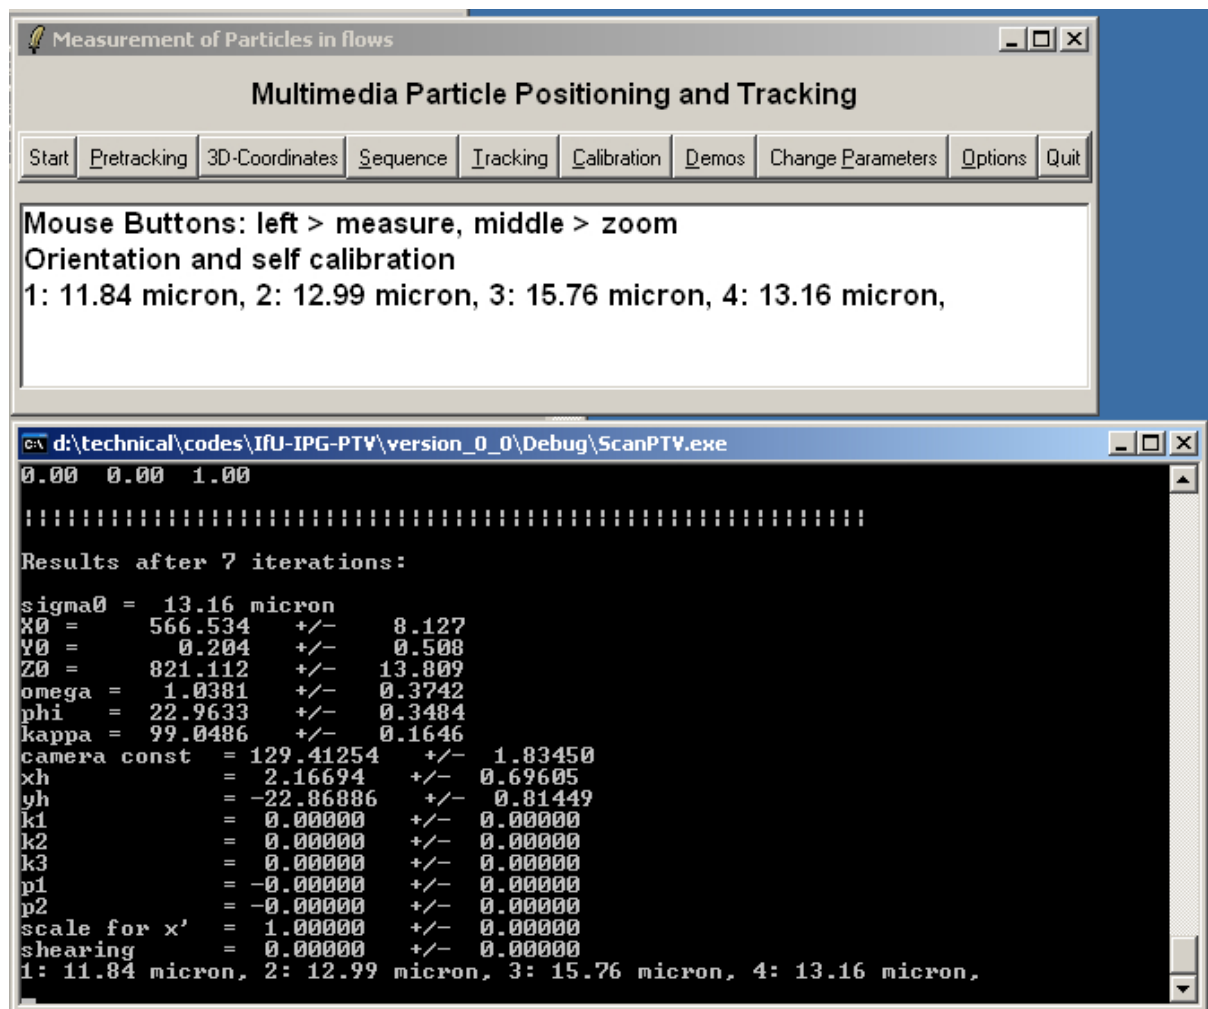 Measurement of Particles in flows
Multimedia Particle Positioning and Tracking
Start Pretracking 3D-Coordinates Sequence Tracking Calibration Demos Change Parameters Options Quit
Mouse Buttons: left > measure, middle > zoom
Orientation and self calibration
1: 11.84 micron, 2: 12.99 micron, 3: 15.76 micron, 4: 13.16 micron,
d:\technical\codes\IfU-IPG-PTV\version_0_0\Debug\ScanPTV.exe
0.00 0.00 1.00
||||||||||||||||||||||||||||||||||||||||||||||||||||||||||||
Results after 7 iterations:
sigma0 = 13.16 micron
X0 = 566.534 +/- 8.127
Y0 = 0.204 +/- 0.508
Z0 = 821.112 +/- 13.809
omega = 1.0381 +/- 0.3742
phi = 22.9633 +/- 0.3484
kappa = 99.0486 +/- 0.1646
camera const = 129.41254 +/- 1.83450
xh = 2.16694 +/- 0.69605
yh = -22.86886 +/- 0.81449
k1 = 0.00000 +/- 0.00000
k2 = 0.00000 +/- 0.00000
k3 = 0.00000 +/- 0.00000
p1 = -0.00000 +/- 0.00000
p2 = -0.00000 +/- 0.00000
scale for x' = 1.00000 +/- 0.00000
shearing = 0.00000 +/- 0.00000
1: 11.84 micron, 2: 12.99 micron, 3: 15.76 micron, 4: 13.16 micron,